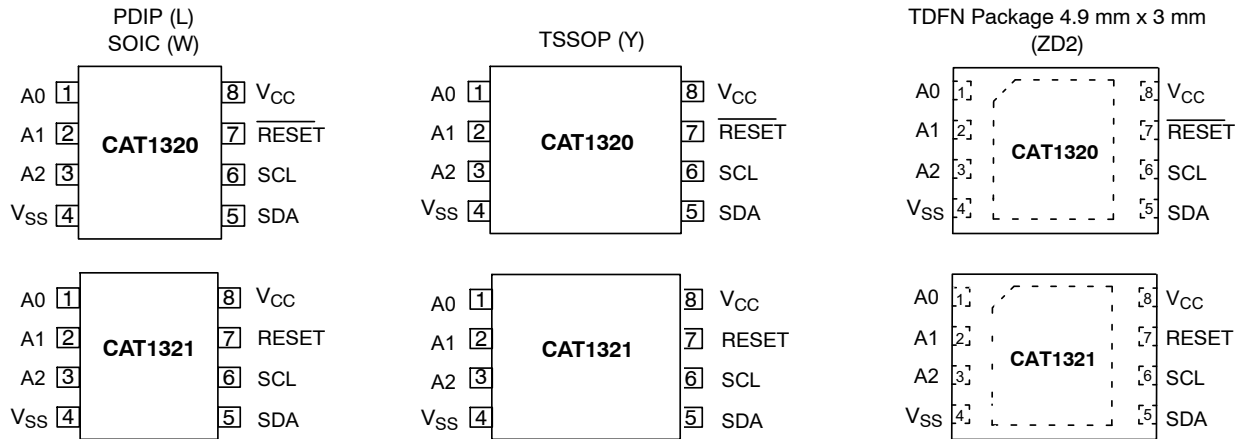 PDIP (L)
SOIC (W)
A0 1
A1 2
A2 3
VSS 4
CAT1320
8 VCC
7 RESET
6 SCL
5 SDA
TSSOP (Y)
A0 1
A1 2
A2 3
VSS 4
CAT1320
8 VCC
7 RESET
6 SCL
5 SDA
TDFN Package 4.9 mm x 3 mm
(ZD2)
A0 1
A1 2
A2 3
VSS 4
CAT1320
8 VCC
7 RESET
6 SCL
5 SDA
A0 1
A1 2
A2 3
VSS 4
CAT1321
8 VCC
7 RESET
6 SCL
5 SDA
A0 1
A1 2
A2 3
VSS 4
CAT1321
8 VCC
7 RESET
6 SCL
5 SDA
A0 1
A1 2
A2 3
VSS 4
CAT1321
8 VCC
7 RESET
6 SCL
5 SDA